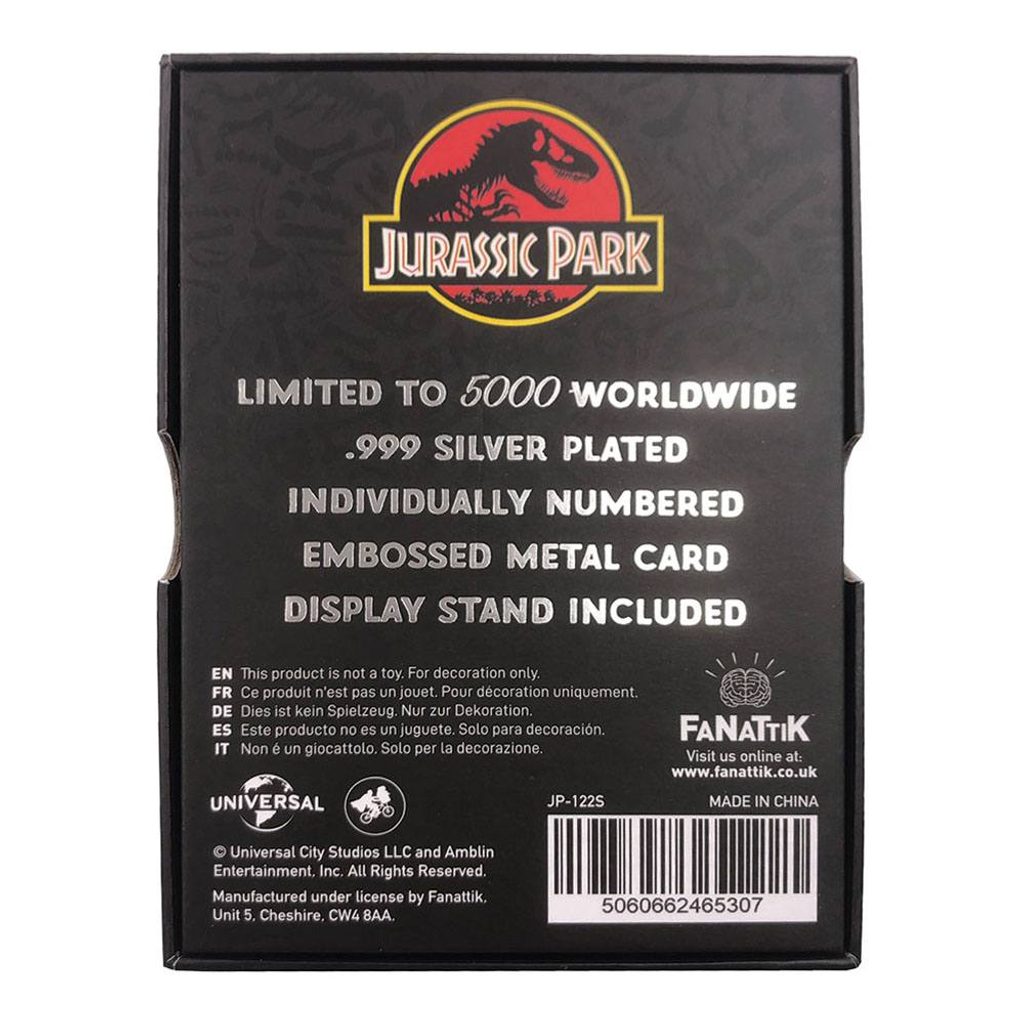 JURASSIC PARK
LIMITED TO 5000 WORLDWIDE
.999 SILVER PLATED
INDIVIDUALLY NUMBERED
EMBOSSED METAL CARD
DISPLAY STAND INCLUDED
EN This product is not a toy. For decoration only.
FR Ce produit n'est pas un jouet. Pour décoration uniquement.
DE Dies ist kein Spielzeug. Nur zur Dekoration.
ES Este producto no es un juguete. Solo para decoración.
IT Non é un giocattolo. Solo per la decorazione.
FANATTIK
Visit us online at:
www.fanattik.co.uk
UNIVERSAL
© Universal City Studios LLC and Amblin
Entertainment, Inc. All Rights Reserved.
Manufactured under license by Fanattik,
Unit 5, Cheshire, CW4 8AA.
JP-122S MADE IN CHINA
5060662465307